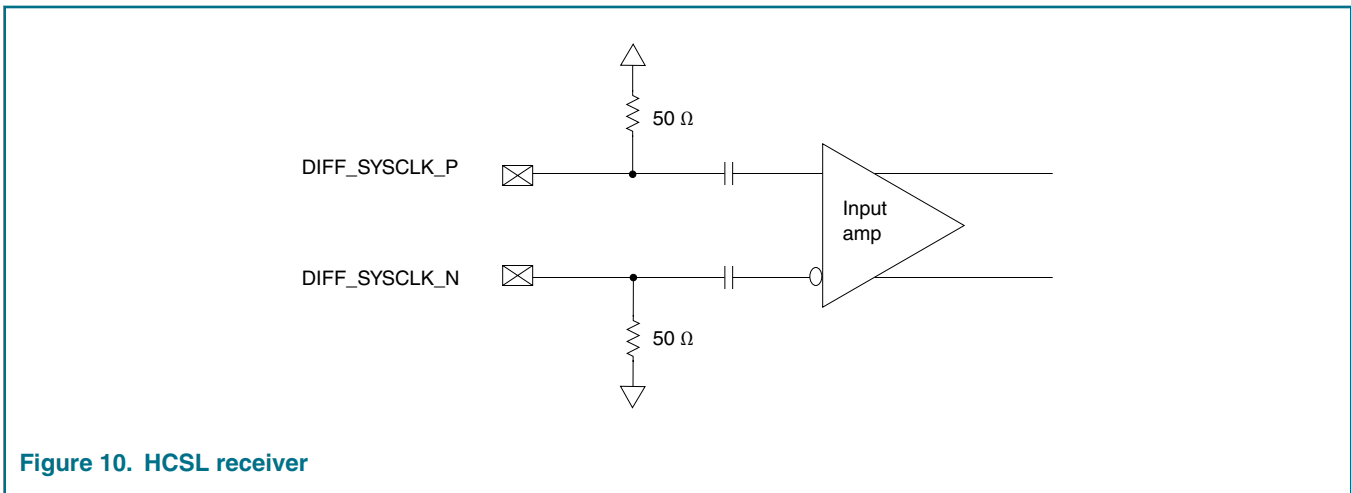 50 Ω
DIFF_SYSCLK_P
Input
amp
DIFF_SYSCLK_N
50 Ω
Figure 10. HCSL receiver